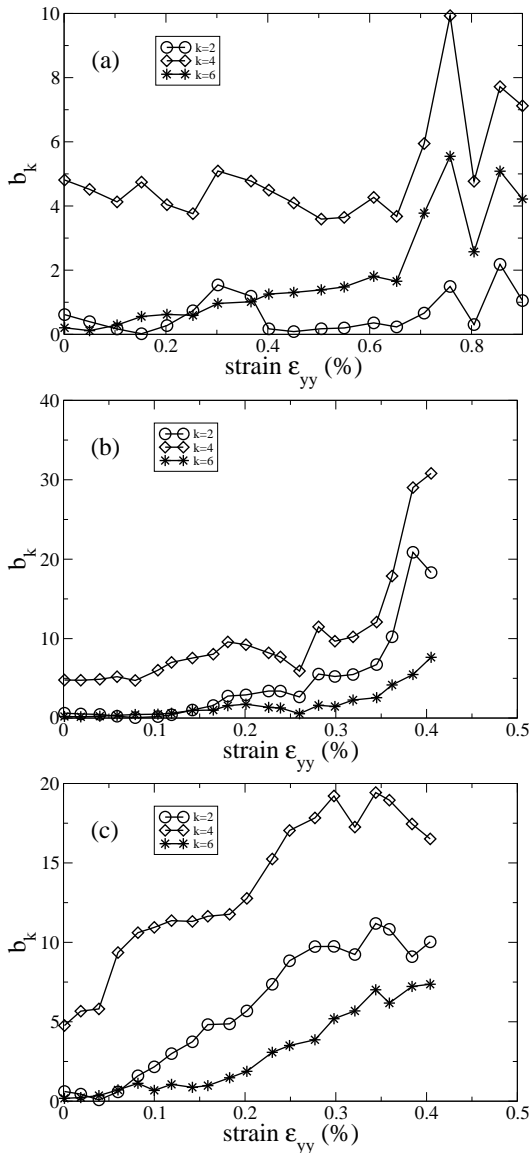 10
(a)
k=2
k=4
k=6
8
6
b_k
4
2
0
0 0.2 0.4 0.6 0.8
strain ε_yy (%)
40
(b)
k=2
k=4
k=6
30
b_k
20
10
0
0 0.1 0.2 0.3 0.4 0.5
strain ε_yy (%)
20
(c)
k=2
k=4
k=6
15
b_k
10
5
0
0 0.1 0.2 0.3 0.4 0.5
strain ε_yy (%)